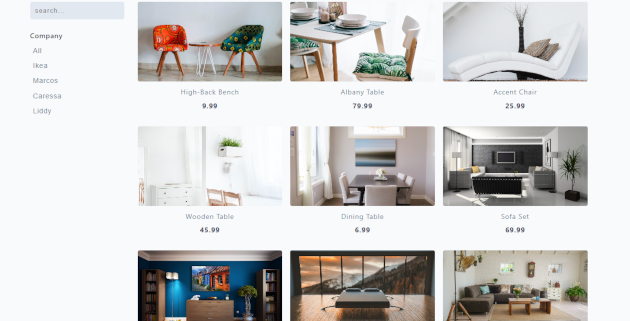 search...
Company
All
Ikea
Marcos
Caressa
Liddy
High-Back Bench
9.99
Albany Table
79.99
Accent Chair
25.99
Wooden Table
45.99
Dining Table
6.99
Sofa Set
69.99